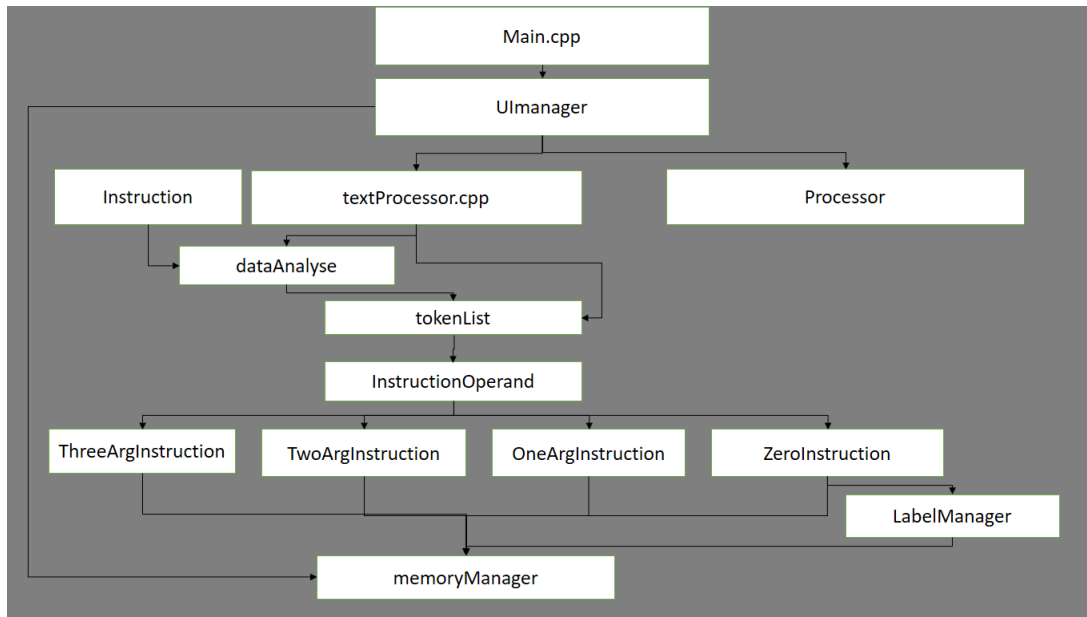 Main.cpp
UImanager
Instruction
textProcessor.cpp
Processor
dataAnalyse
tokenList
InstructionOperand
ThreeArgInstruction
TwoArgInstruction
OneArgInstruction
ZeroInstruction
LabelManager
memoryManager